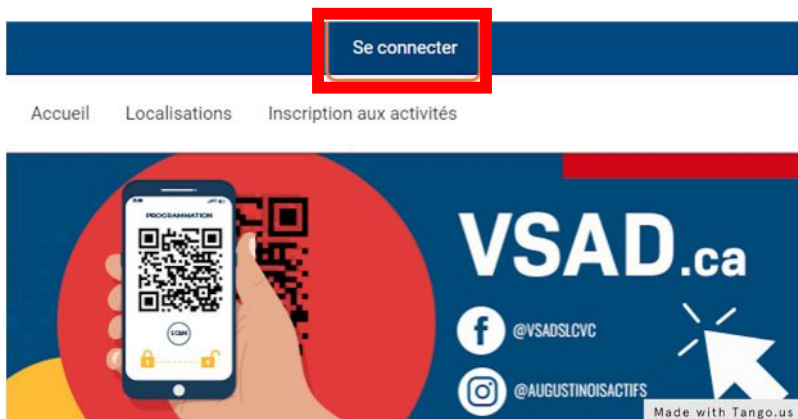 Se connecter
Accueil Localisations Inscription aux activités
PROGRAMMATION
SCAN
VSAD.ca
@VSADSLCVC
@AUGUSTINOISACTIFS
Made with Tango.us